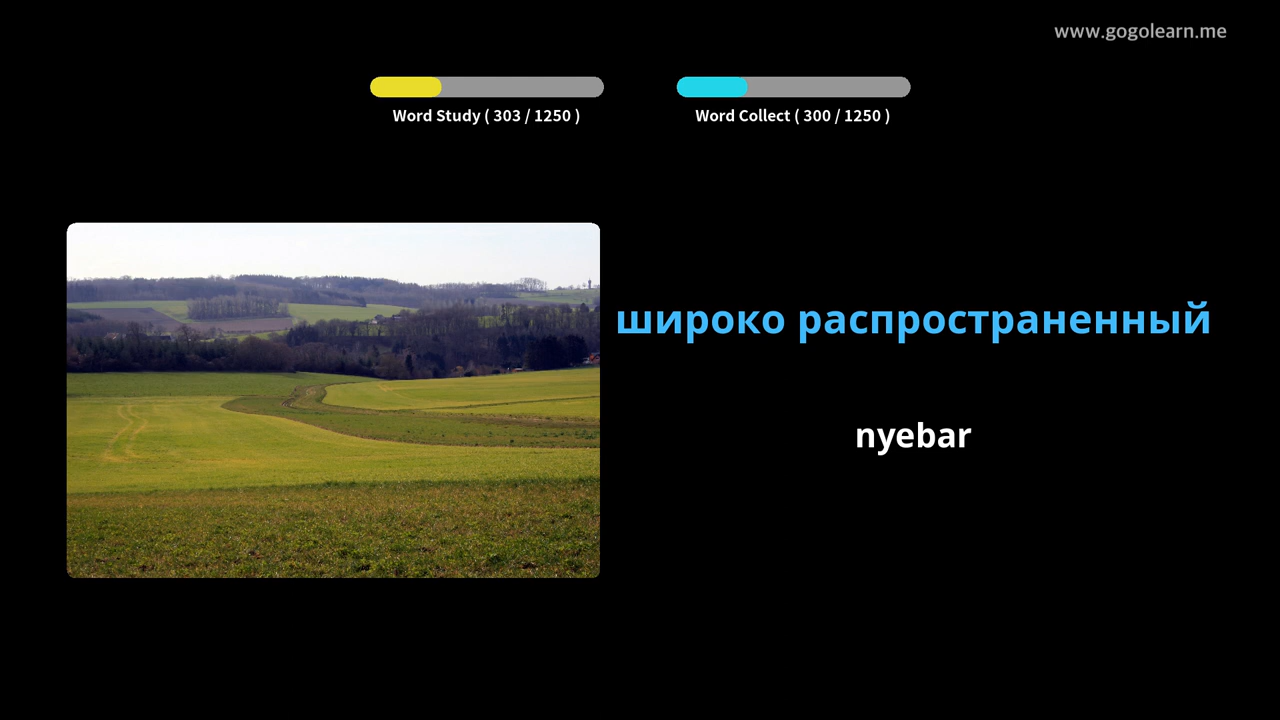 www.gogolearn.me
Word Study ( 303 / 1250 )
Word Collect ( 300 / 1250 )
широко распространенный
nyebar